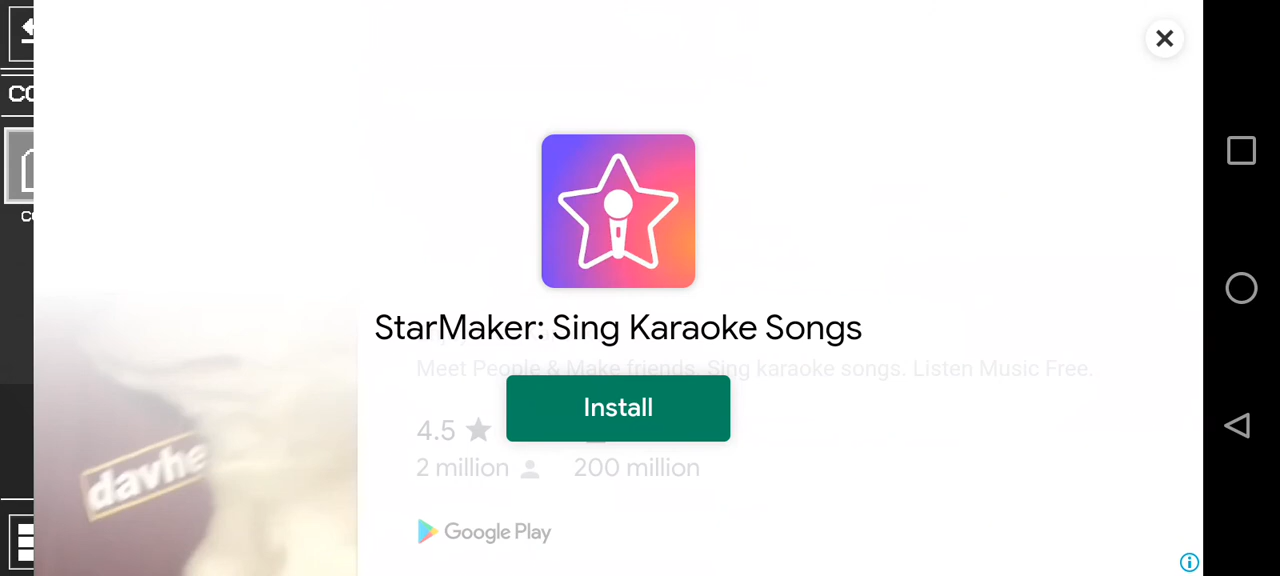 StarMaker: Sing Karaoke Songs
Meet People & Make friends. Sing karaoke songs. Listen Music Free.
Install
4.5
2 million 200 million
davhe
Google Play